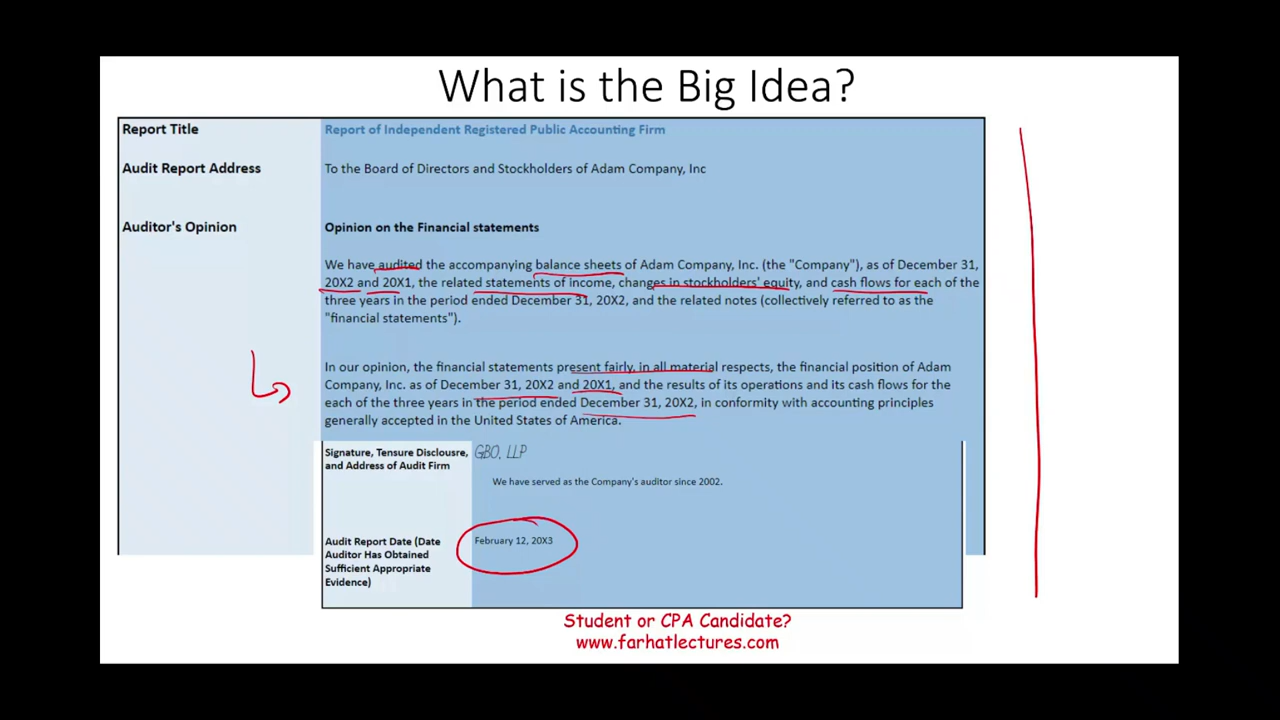 What is the Big Idea?
Report Title
Report of Independent Registered Public Accounting Firm
Audit Report Address
To the Board of Directors and Stockholders of Adam Company, Inc
Auditor's Opinion
Opinion on the Financial statements
We have audited the accompanying balance sheets of Adam Company, Inc. (the "Company"), as of December 31,
20X2 and 20X1, the related statements of income, changes in stockholders' equity, and cash flows for each of the
three years in the period ended December 31, 20X2, and the related notes (collectively referred to as the
"financial statements").
In our opinion, the financial statements present fairly, in all material respects, the financial position of Adam
Company, Inc. as of December 31, 20X2 and 20X1, and the results of its operations and its cash flows for the
each of the three years in the period ended December 31, 20X2, in conformity with accounting principles
generally accepted in the United States of America.
Signature, Tensure Disclousre,
and Address of Audit Firm
GBO, LLP
We have served as the Company's auditor since 2002.
Audit Report Date (Date
Auditor Has Obtained
Sufficient Appropriate
Evidence)
February 12, 20X3
Student or CPA Candidate?
www.farhatlectures.com